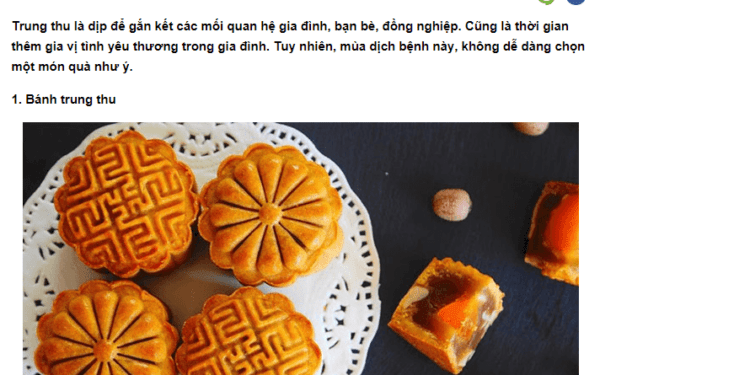 Trung thu là dịp để gắn kết các mối quan hệ gia đình, bạn bè, đồng nghiệp. Cũng là thời gian
thêm gia vị tình yêu thương trong gia đình. Tuy nhiên, mùa dịch bệnh này, không dễ dàng chọn
một món quà như ý.
1. Bánh trung thu